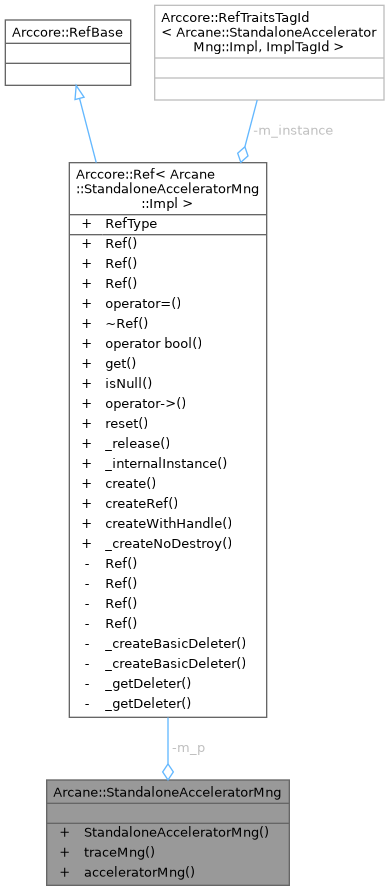 Arccore::RefBase
Arccore::RefTraitsTagId
< Arcane::StandaloneAccelerator
Mng::Impl, ImplTagId >
-m_instance
Arccore::Ref< Arcane
::StandaloneAcceleratorMng
::Impl >
+ RefType
+ Ref()
+ Ref()
+ Ref()
+ operator=()
+ ~Ref()
+ operator bool()
+ get()
+ isNull()
+ operator->()
+ reset()
+ _release()
+ _internalInstance()
+ create()
+ createRef()
+ createWithHandle()
+ _createNoDestroy()
- Ref()
- Ref()
- Ref()
- Ref()
- _createBasicDeleter()
- _createBasicDeleter()
- _getDeleter()
- _getDeleter()
-m_p
Arcane::StandaloneAcceleratorMng
+ StandaloneAcceleratorMng()
+ traceMng()
+ acceleratorMng()